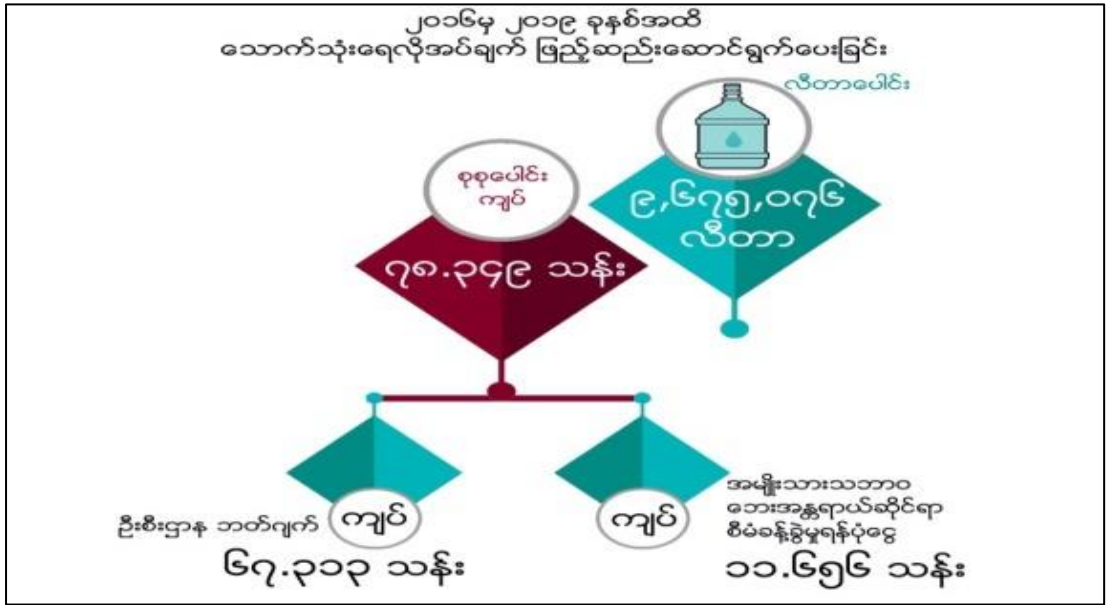 ၂၀၁၆မှ ၂၀၁၉ ခုနှစ်အထိ
သောက်သုံးရေလိုအပ်ချက် ဖြည့်ဆည်းဆောင်ရွက်ပေးခြင်း
လီတာပေါင်း
၉,၆၇၅,၀၇၆
လီတာ
စုစုပေါင်း
ကျပ်
၇၈.၃၄၉ သန်း
ဦးစီးဌာန ဘတ်ဂျက်
ကျပ်
၆၇.၃၁၃ သန်း
ကျပ်
အမျိုးသားသဘာဝ
ဘေးအန္တရာယ်ဆိုင်ရာ
စီမံခန့်ခွဲမှုရန်ပုံငွေ
၁၁.၆၅၆ သန်း